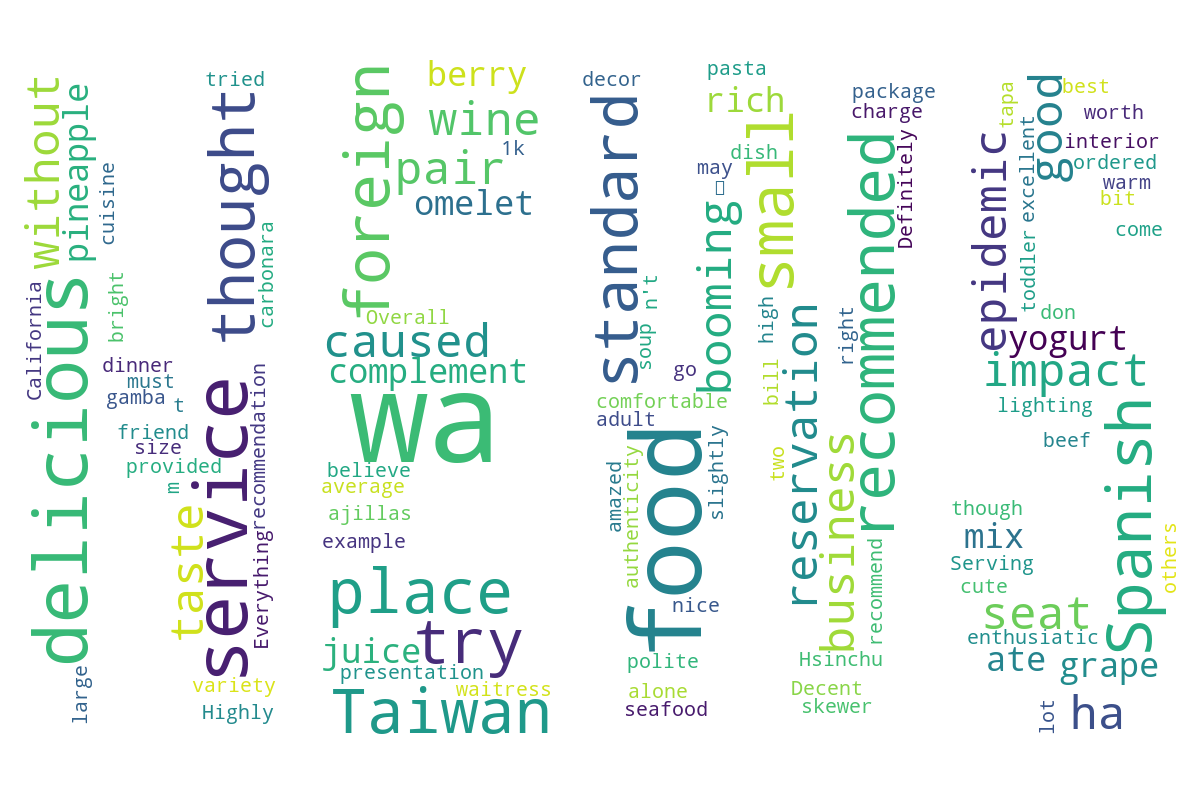 without
pineapple
cuisine
delicious
California
bright
dinner
must
gamba
t
friend
size
provided
m
large
tried
thought
carbonara
service
recommendation
taste
Everything
variety
Highly
foreign
berry
wine
1k
pair
omelet
Overall
caused
complement
wa
believe
average
ajillas
example
place
try
juice
presentation
waitress
Taiwan
decor
standard
n't
soup
go
comfortable
adult
food
amazed
authenticity
slightly
nice
polite
alone
seafood
pasta
rich
small
dish
may
booming
high
bill
two
reservation
right
package
charge
Definitely
recommended
business
recommend
Hsinchu
Decent
skewer
tapa
good
best
worth
interior
ordered
warm
bit
come
epidemic
excellent
toddler
don
yogurt
impact
lighting
beef
Spanish
though
mix
Serving
cute
others
seat
enthusiatic
ate
grape
lot
ha